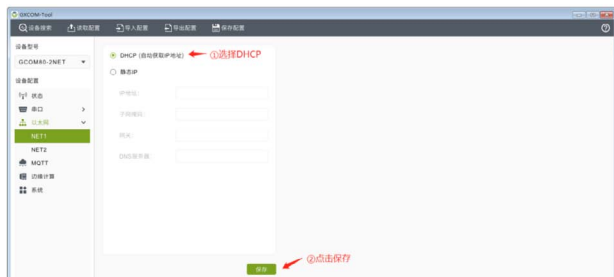 GXCOM-Tool
设备搜索 读取配置 导入配置 导出配置 保存配置
设备型号
GCOM80-2NET
设备配置
状态
串口
以太网
NET1
NET2
MQTT
边缘计算
系统
DHCP (自动获取IP地址) ①选择DHCP
静态IP
IP地址:
子网掩码:
网关:
DNS服务器:
保存 ②点击保存